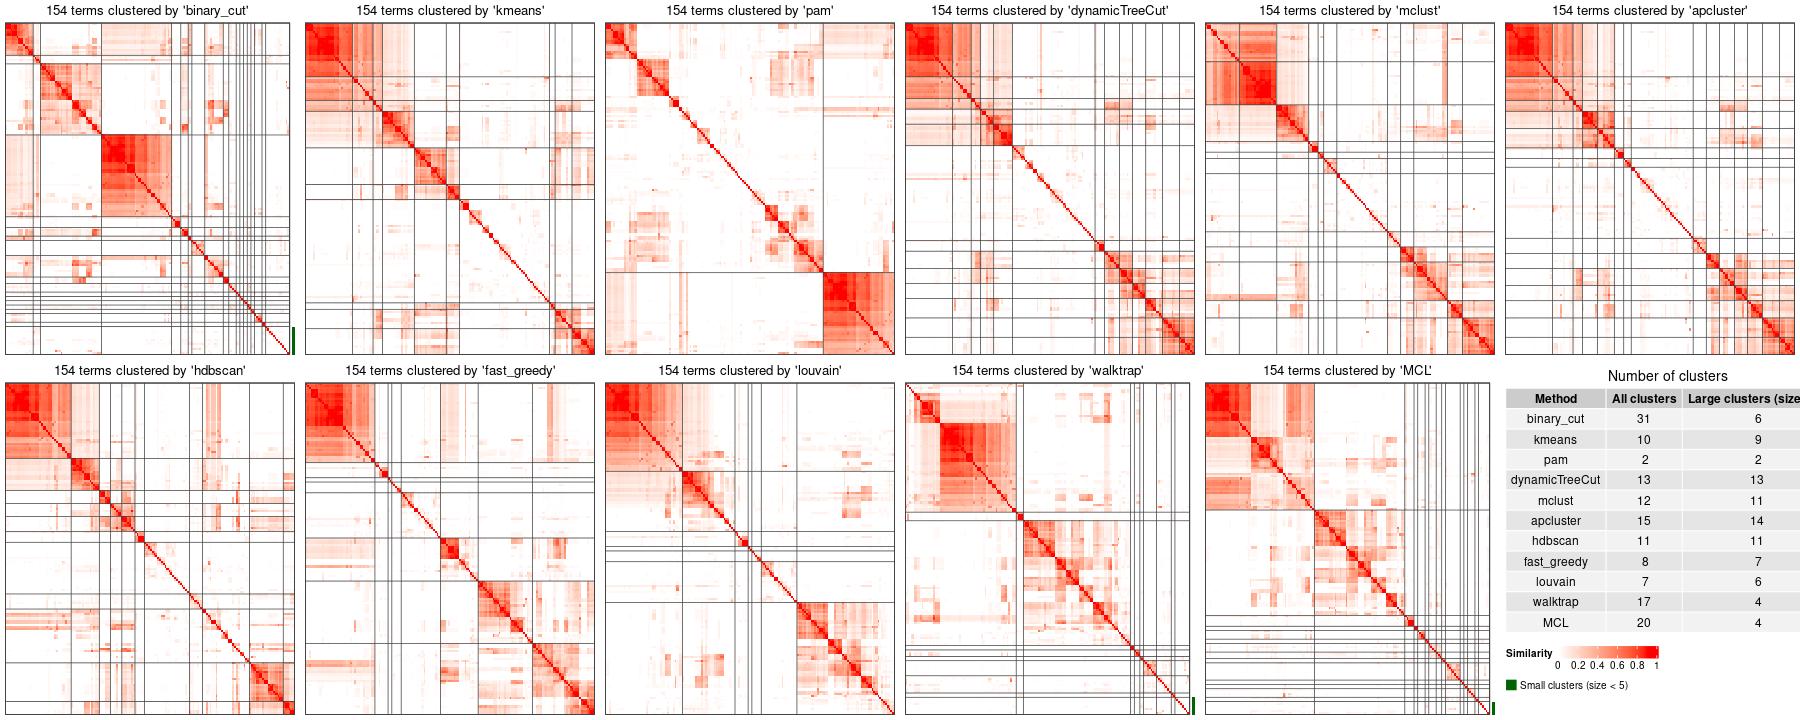 154 terms clustered by 'binary_cut'
154 terms clustered by 'kmeans'
154 terms clustered by 'pam'
154 terms clustered by 'dynamicTreeCut'
154 terms clustered by 'mclust'
154 terms clustered by 'apcluster'
154 terms clustered by 'hdbscan'
154 terms clustered by 'fast_greedy'
154 terms clustered by 'louvain'
154 terms clustered by 'walktrap'
154 terms clustered by 'MCL'
Number of clusters
Method All clusters Large clusters (size
binary_cut 31 6
kmeans 10 9
pam 2 2
dynamicTreeCut 13 13
mclust 12 11
apcluster 15 14
hdbscan 11 11
fast_greedy 8 7
louvain 7 6
walktrap 17 4
MCL 20 4
Similarity
0 0.2 0.4 0.6 0.8 1
Small clusters (size < 5)